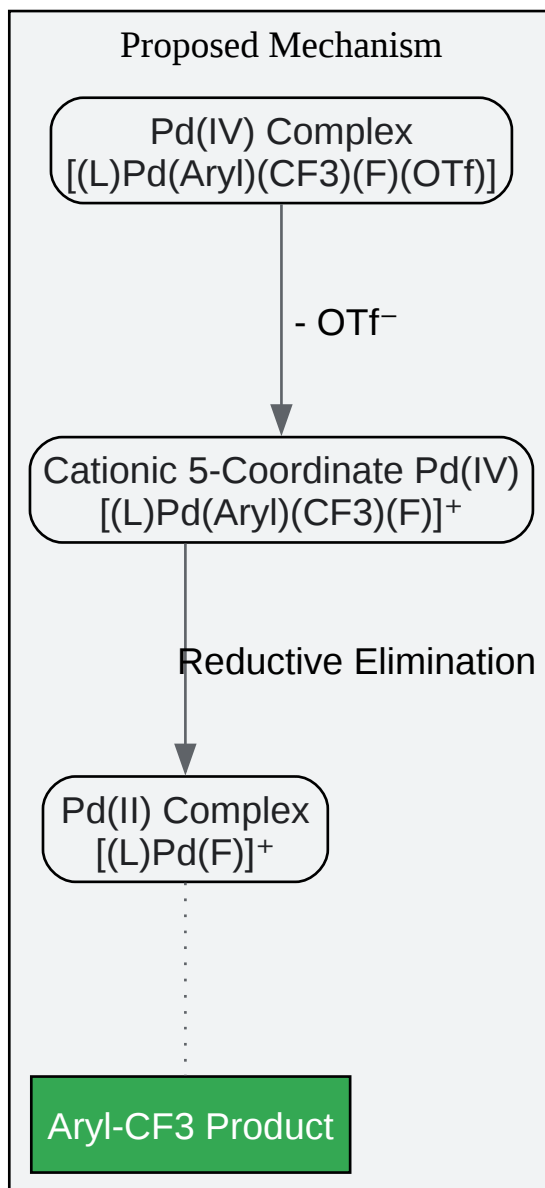 Proposed Mechanism
Pd(IV) Complex
[(L)Pd(Aryl)(CF3)(F)(OTf)]
- OTf⁻
Cationic 5-Coordinate Pd(IV)
[(L)Pd(Aryl)(CF3)(F)]⁺
Reductive Elimination
Pd(II) Complex
[(L)Pd(F)]⁺
Aryl-CF3 Product